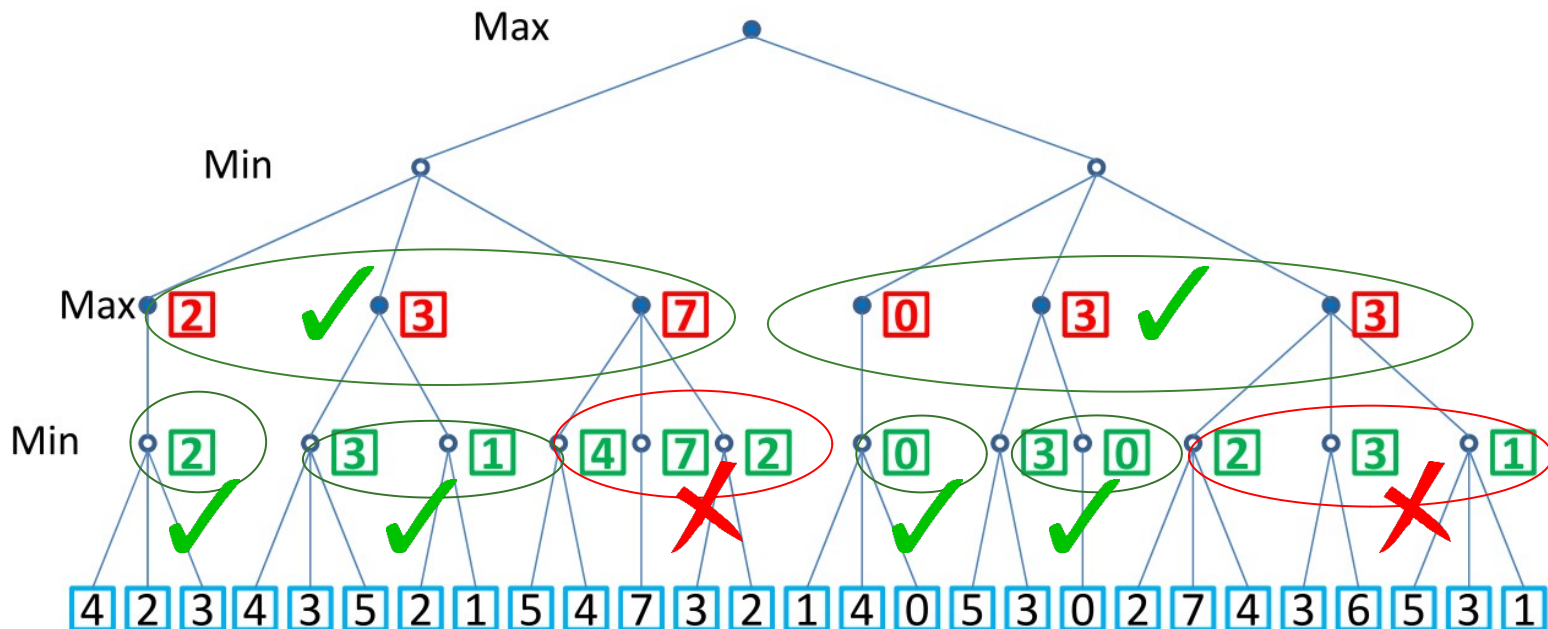 Max
Min
Max 2 3 7 0 3 3
Min 2 3 1 4 7 2 0 3 0 2 3 1
4 2 3 4 3 5 2 1 5 4 7 3 2 1 4 0 5 3 0 2 7 4 3 6 5 3 1